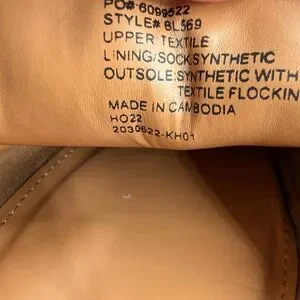 PO# 6099522
STYLE# BL569
UPPER TEXTILE
LINING/SOCK:SYNTHETIC
OUTSOLE:SYNTHETIC WITH
TEXTILE FLOCKIN
MADE IN CAMBODIA
HO22
2030622-KH01